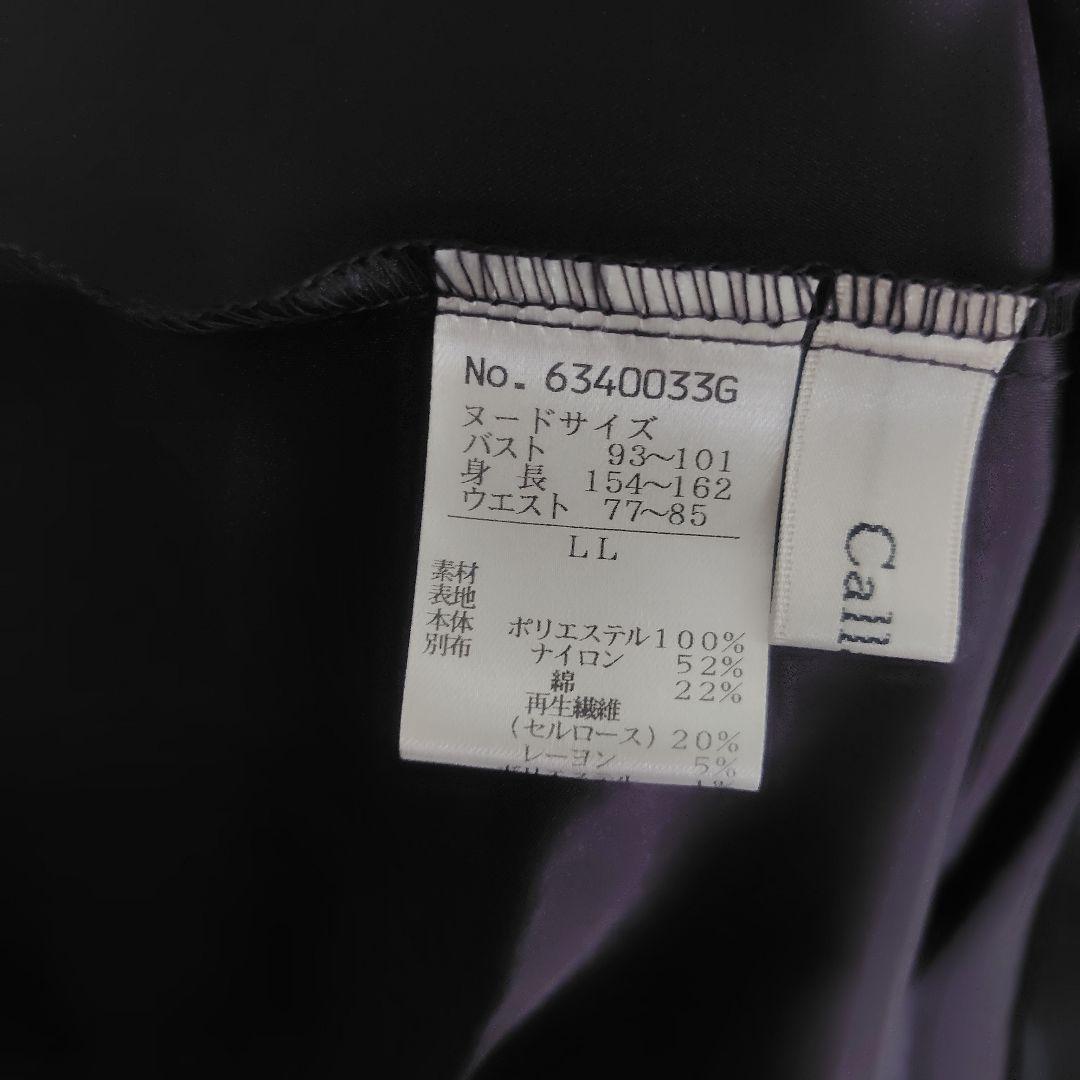 No. 6340033G
ヌードサイズ
バスト 93〜101
身 長 154〜162
ウエスト 77〜85
LL
素材
表地
本体 ポリエステル100%
別布 ナイロン 52%
綿 22%
再生繊維
(セルロース) 20%
レーヨン 5%
Call